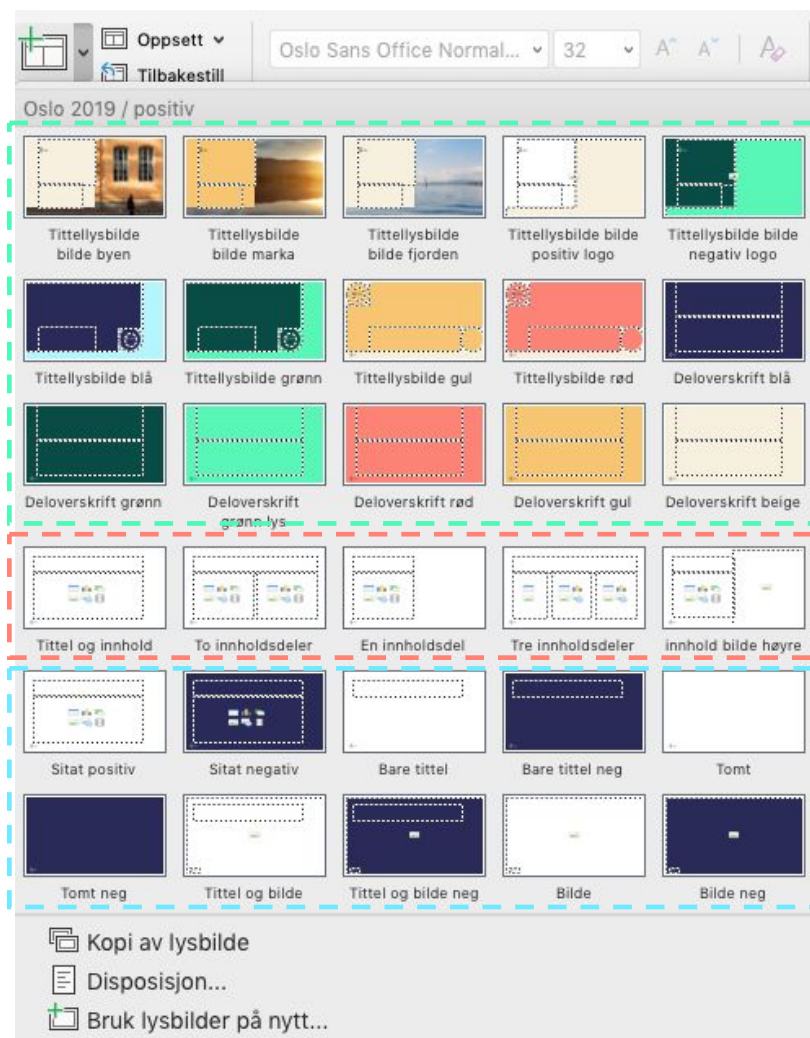 Oppsett
Tilbakestill
Oslo Sans Office Normal... 32 A A A
Oslo 2019 / positiv
Tittellysbilde bilde byen
Tittellysbilde bilde marka
Tittellysbilde bilde fjorden
Tittellysbilde bilde positiv logo
Tittellysbilde bilde negativ logo
Tittellysbilde blå
Tittellysbilde grønn
Tittellysbilde gul
Tittellysbilde rød
Deloverskrift blå
Deloverskrift grønn
Deloverskrift grønn lys
Deloverskrift rød
Deloverskrift gul
Deloverskrift beige
Tittel og innhold
To innholdsdeler
En innholdsdel
Tre innholdsdeler
innhold bilde høyre
Sitat positiv
Sitat negativ
Bare tittel
Bare tittel neg
Tomt
Tomt neg
Tittel og bilde
Tittel og bilde neg
Bilde
Bilde neg
Kopi av lysbilde
Disposisjon...
Bruk lysbilder på nytt...